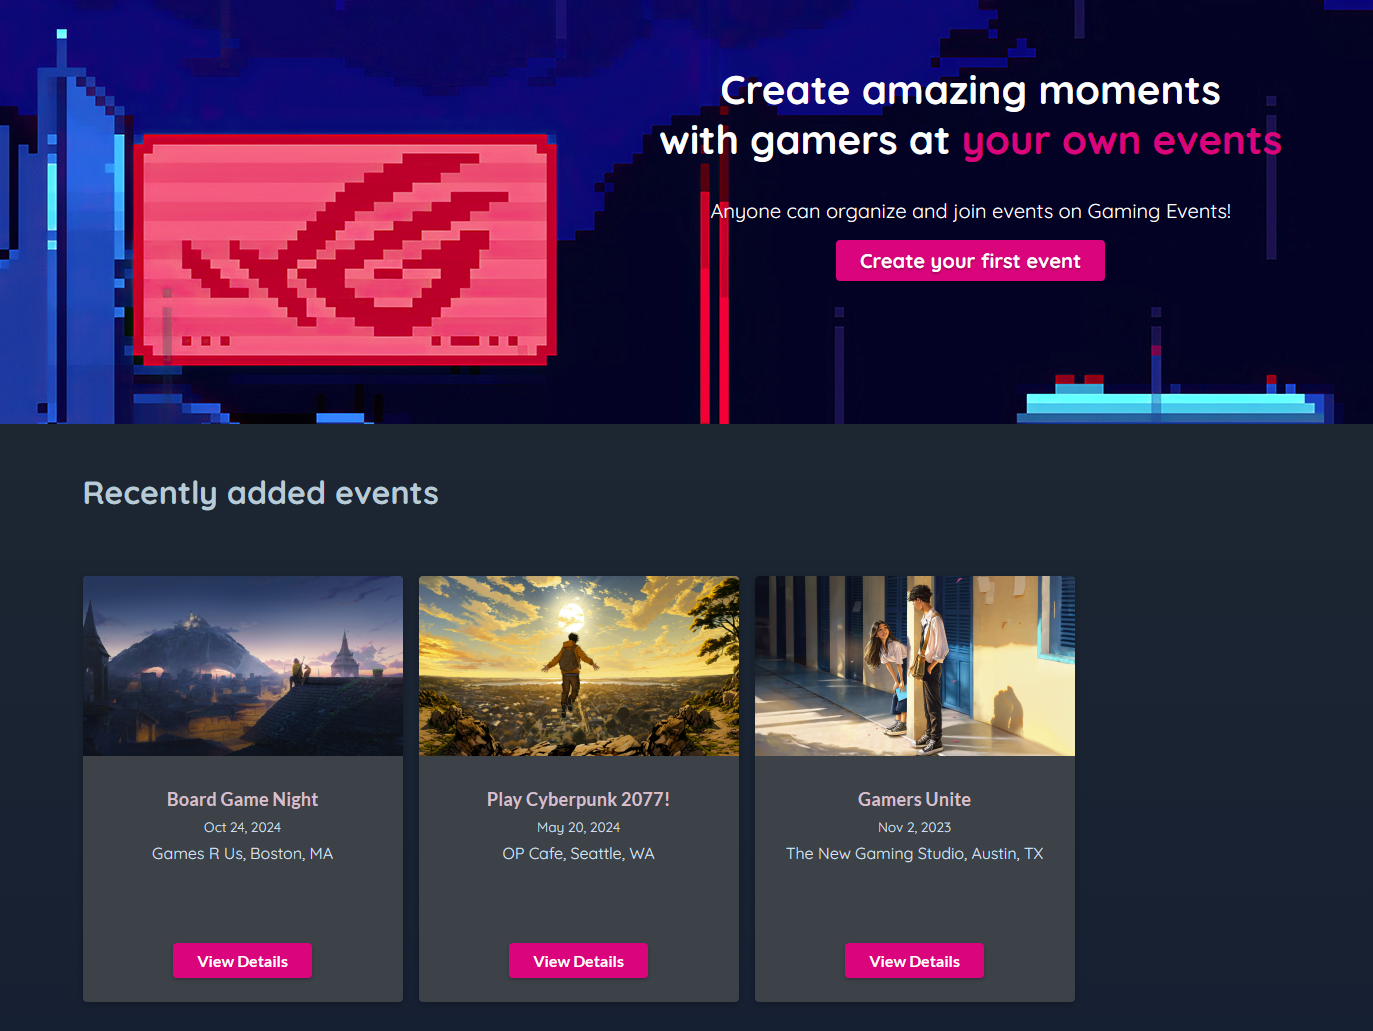 Create amazing moments
with gamers at your own events
Anyone can organize and join events on Gaming Events!
Create your first event
Recently added events
Board Game Night
Oct 24, 2024
Games R Us, Boston, MA
View Details
Play Cyberpunk 2077!
May 20, 2024
OP Cafe, Seattle, WA
View Details
Gamers Unite
Nov 2, 2023
The New Gaming Studio, Austin, TX
View Details